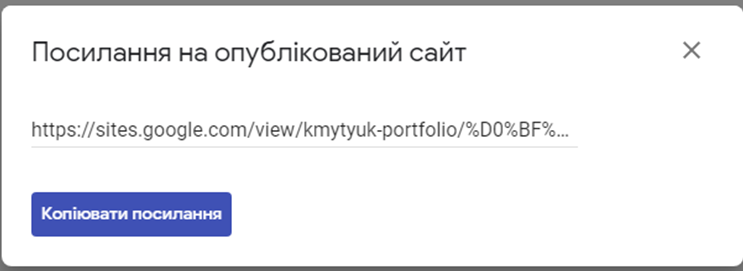 Посилання на опублікований сайт
https://sites.google.com/view/kmytyuk-portfolio/%D0%BF%...
Копіювати посилання